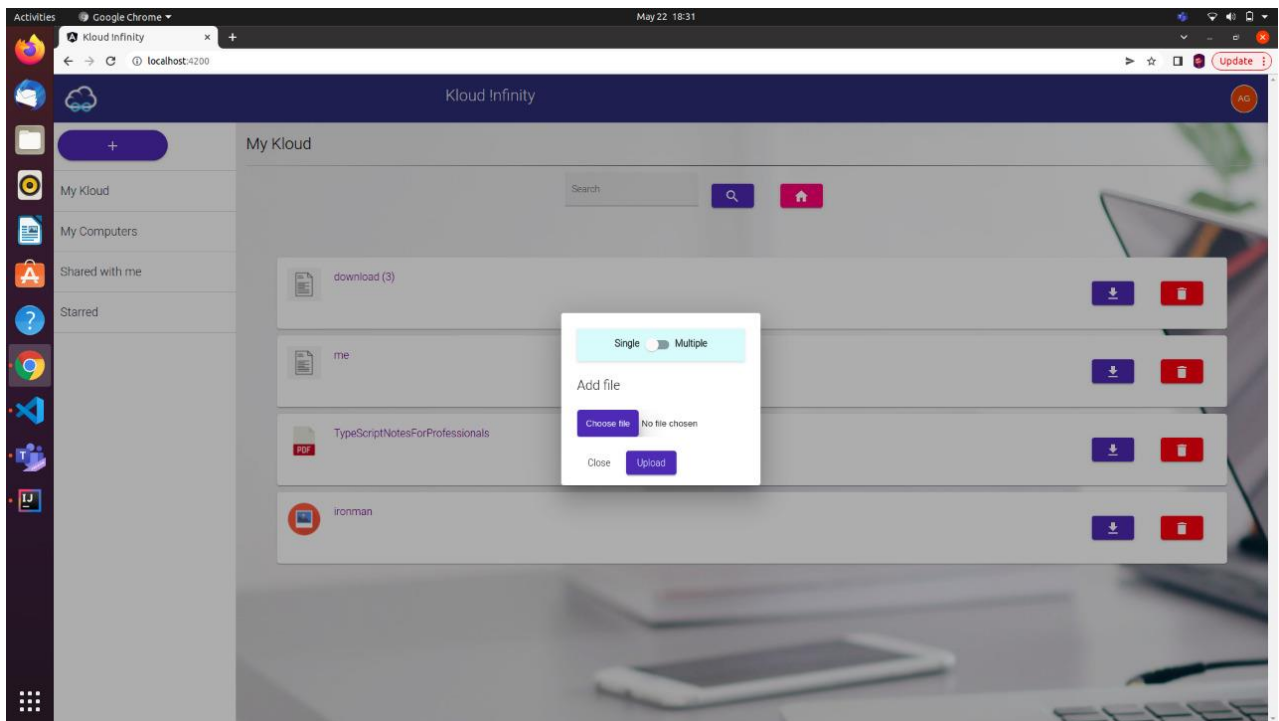 Activities Google Chrome May 22 18:31
Kloud Infinity × +
localhost:4200 Update
Kloud !nfinity AG
+ My Kloud
Search
My Kloud
My Computers
Shared with me
Starred
download (3)
me
PDF TypeScriptNotesForProfessionals
ironman
Single Multiple
Add file
Choose file No file chosen
Close Upload